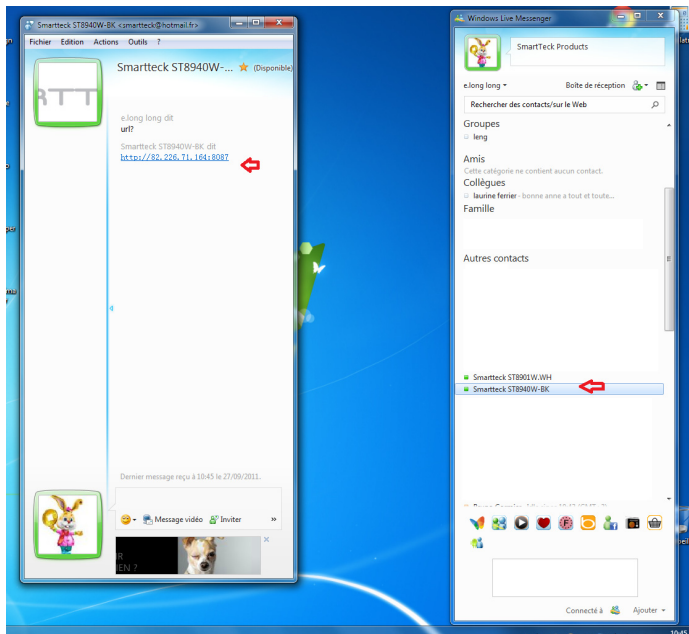 Smartteck ST8940W-BK <smartteck@hotmail.fr>
Fichier Edition Actions Outils ?
RTT
Smartteck ST8940W-... (Disponible)
e.long long dit
url?
Smartteck ST8940W-BK dit
http://82.226.71.164:8087
Dernier message reçu à 10:45 le 27/09/2011.
Message vidéo Inviter »
IEN ?
Windows Live Messenger
SmartTeck Products
e.long long
Boîte de réception
Rechercher des contacts/sur le Web
Groupes
leng
Amis
Cette catégorie ne contient aucun contact.
Collègues
laurine ferrier - bonne anne a tout et toute...
Famille
Autres contacts
Smartteck ST8901W.WH
Smartteck ST8940W-BK
Connecté à Ajouter
10:45